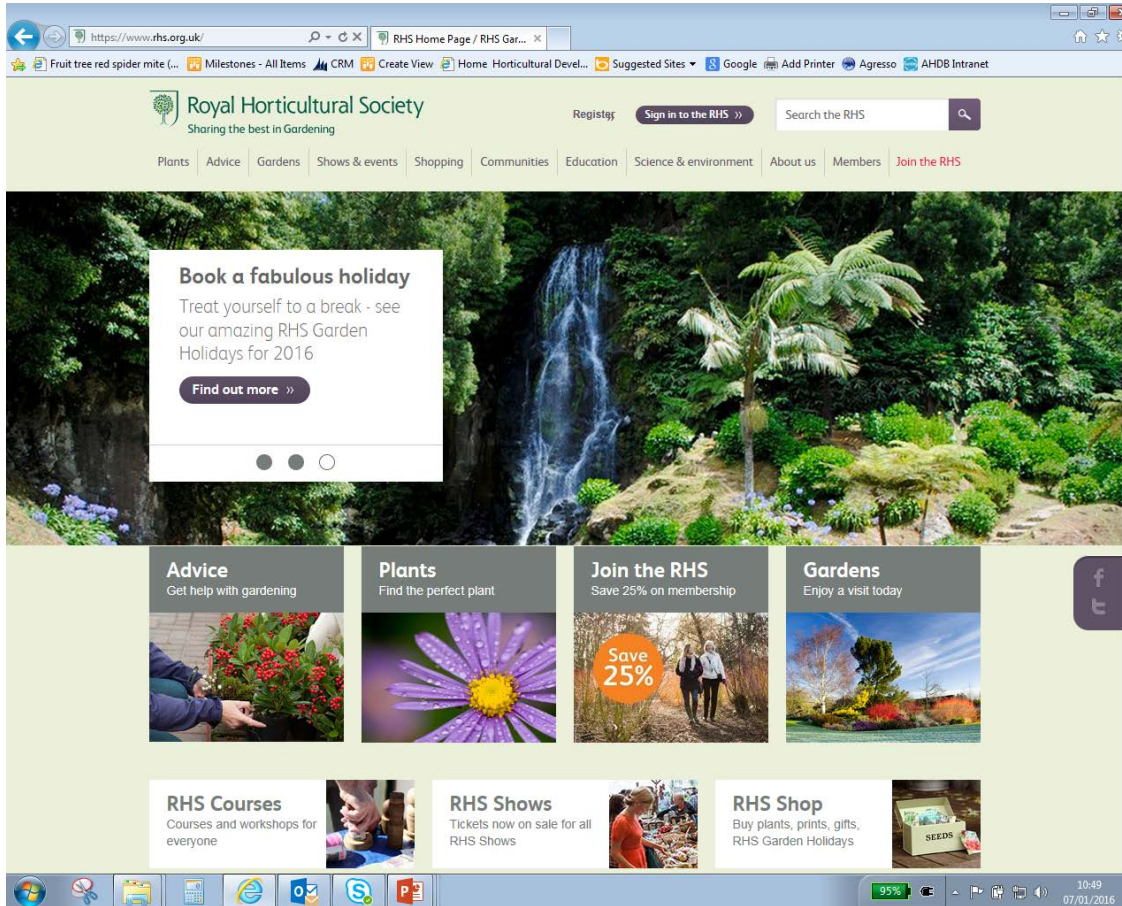 https://www.rhs.org.uk/
RHS Home Page / RHS Gar...
Fruit tree red spider mite (... Milestones - All Items CRM Create View Home Horticultural Devel... Suggested Sites Google Add Printer Agresso AHDB Intranet
Royal Horticultural Society
Sharing the best in Gardening
Register Sign in to the RHS » Search the RHS
Plants Advice Gardens Shows & events Shopping Communities Education Science & environment About us Members Join the RHS
Book a fabulous holiday
Treat yourself to a break - see
our amazing RHS Garden
Holidays for 2016
Find out more »
Advice
Get help with gardening
Plants
Find the perfect plant
Join the RHS
Save 25% on membership
Save
25%
Gardens
Enjoy a visit today
RHS Courses
Courses and workshops for
everyone
RHS Shows
Tickets now on sale for all
RHS Shows
RHS Shop
Buy plants, prints, gifts,
RHS Garden Holidays
SEEDS
95%
10:49
07/01/2016